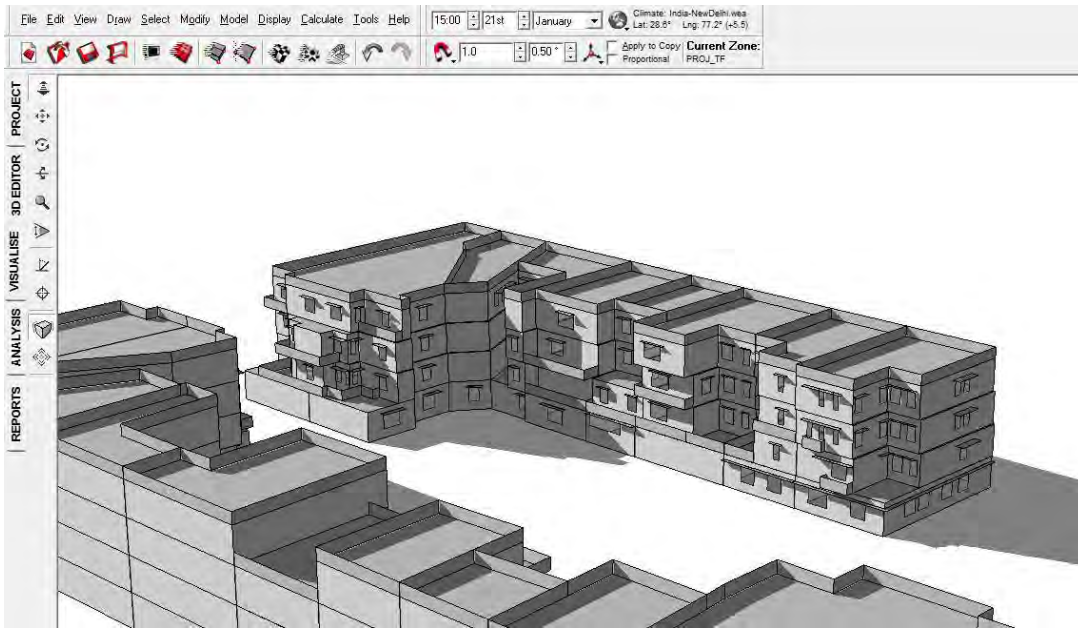 File Edit View Draw Select Modify Model Display Calculate Tools Help
15:00 21st January
Climate: India-NewDelhi.wea
Lat: 28.6° Lng: 77.2° (+5.5)
1.0 0.50 °
Apply to Copy
Proportional
Current Zone:
PROJ_TF
PROJECT
3D EDITOR
VISUALISE
ANALYSIS
REPORTS